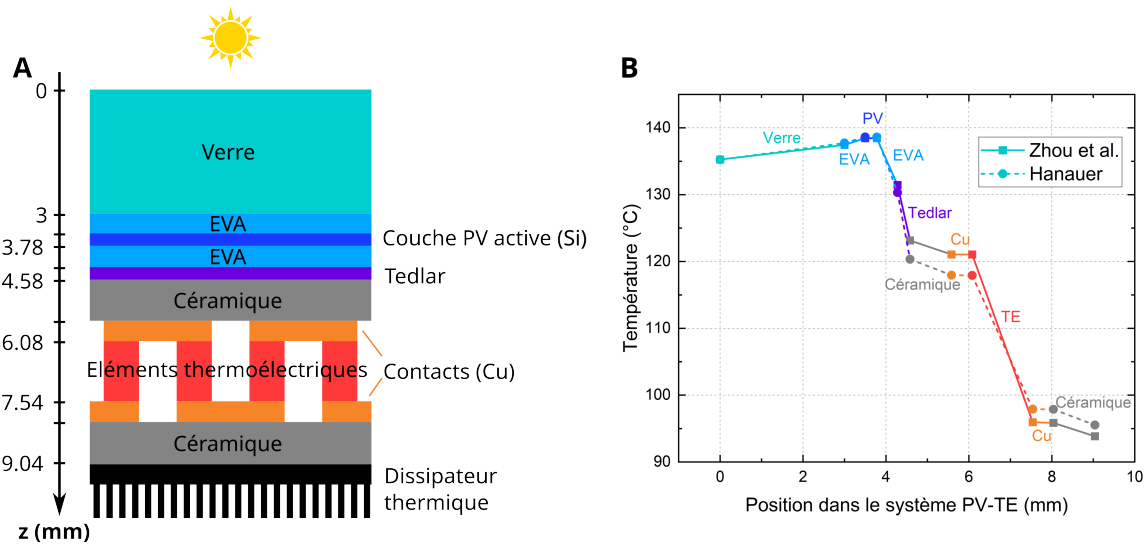 A
0
Verre
3
EVA
3.78
Couche PV active (Si)
EVA
4.58
Tedlar
Céramique
6.08
Eléments thermoélectriques
Contacts (Cu)
7.54
Céramique
9.04
Dissipateur
thermique
z (mm)
B
Température (°C)
140
130
120
110
100
90
PV
Verre
EVA
EVA
Zhou et al.
Hanauer
Tedlar
Cu
Céramique
TE
Céramique
Cu
0
2
4
6
8
10
Position dans le système PV-TE (mm)